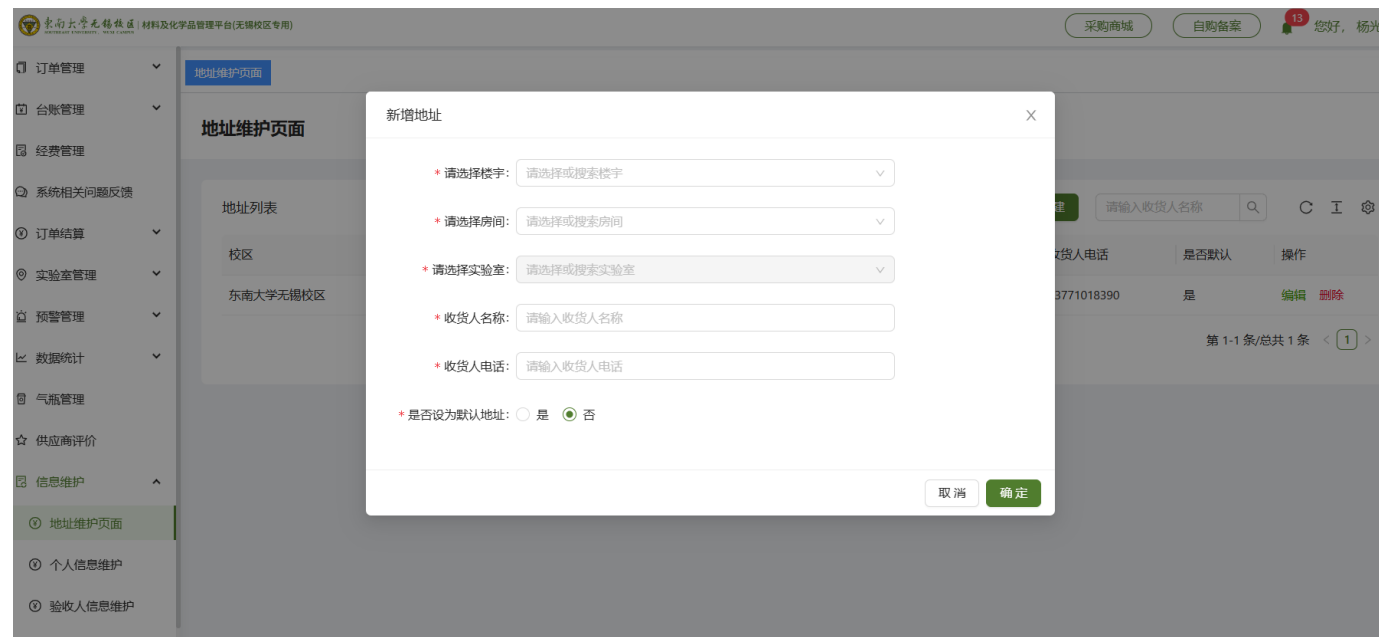 東南大學无锡校区 材料及化学品管理平台(无锡校区专用)
采购商城
自购备案
13
您好，杨光
订单管理
台账管理
经费管理
系统相关问题反馈
订单结算
实验室管理
预警管理
数据统计
气瓶管理
供应商评价
信息维护
地址维护页面
个人信息维护
验收人信息维护
地址维护页面
地址维护页面
地址列表
建
请输入收货人名称
校区
收货人电话
是否默认
操作
东南大学无锡校区
3771018390
是
编辑 删除
第 1-1 条/总共 1 条 < 1 >
新增地址
* 请选择楼宇: 请选择或搜索楼宇
* 请选择房间: 请选择或搜索房间
* 请选择实验室: 请选择或搜索实验室
* 收货人名称: 请输入收货人名称
* 收货人电话: 请输入收货人电话
* 是否设为默认地址: 是 否
取 消
确 定